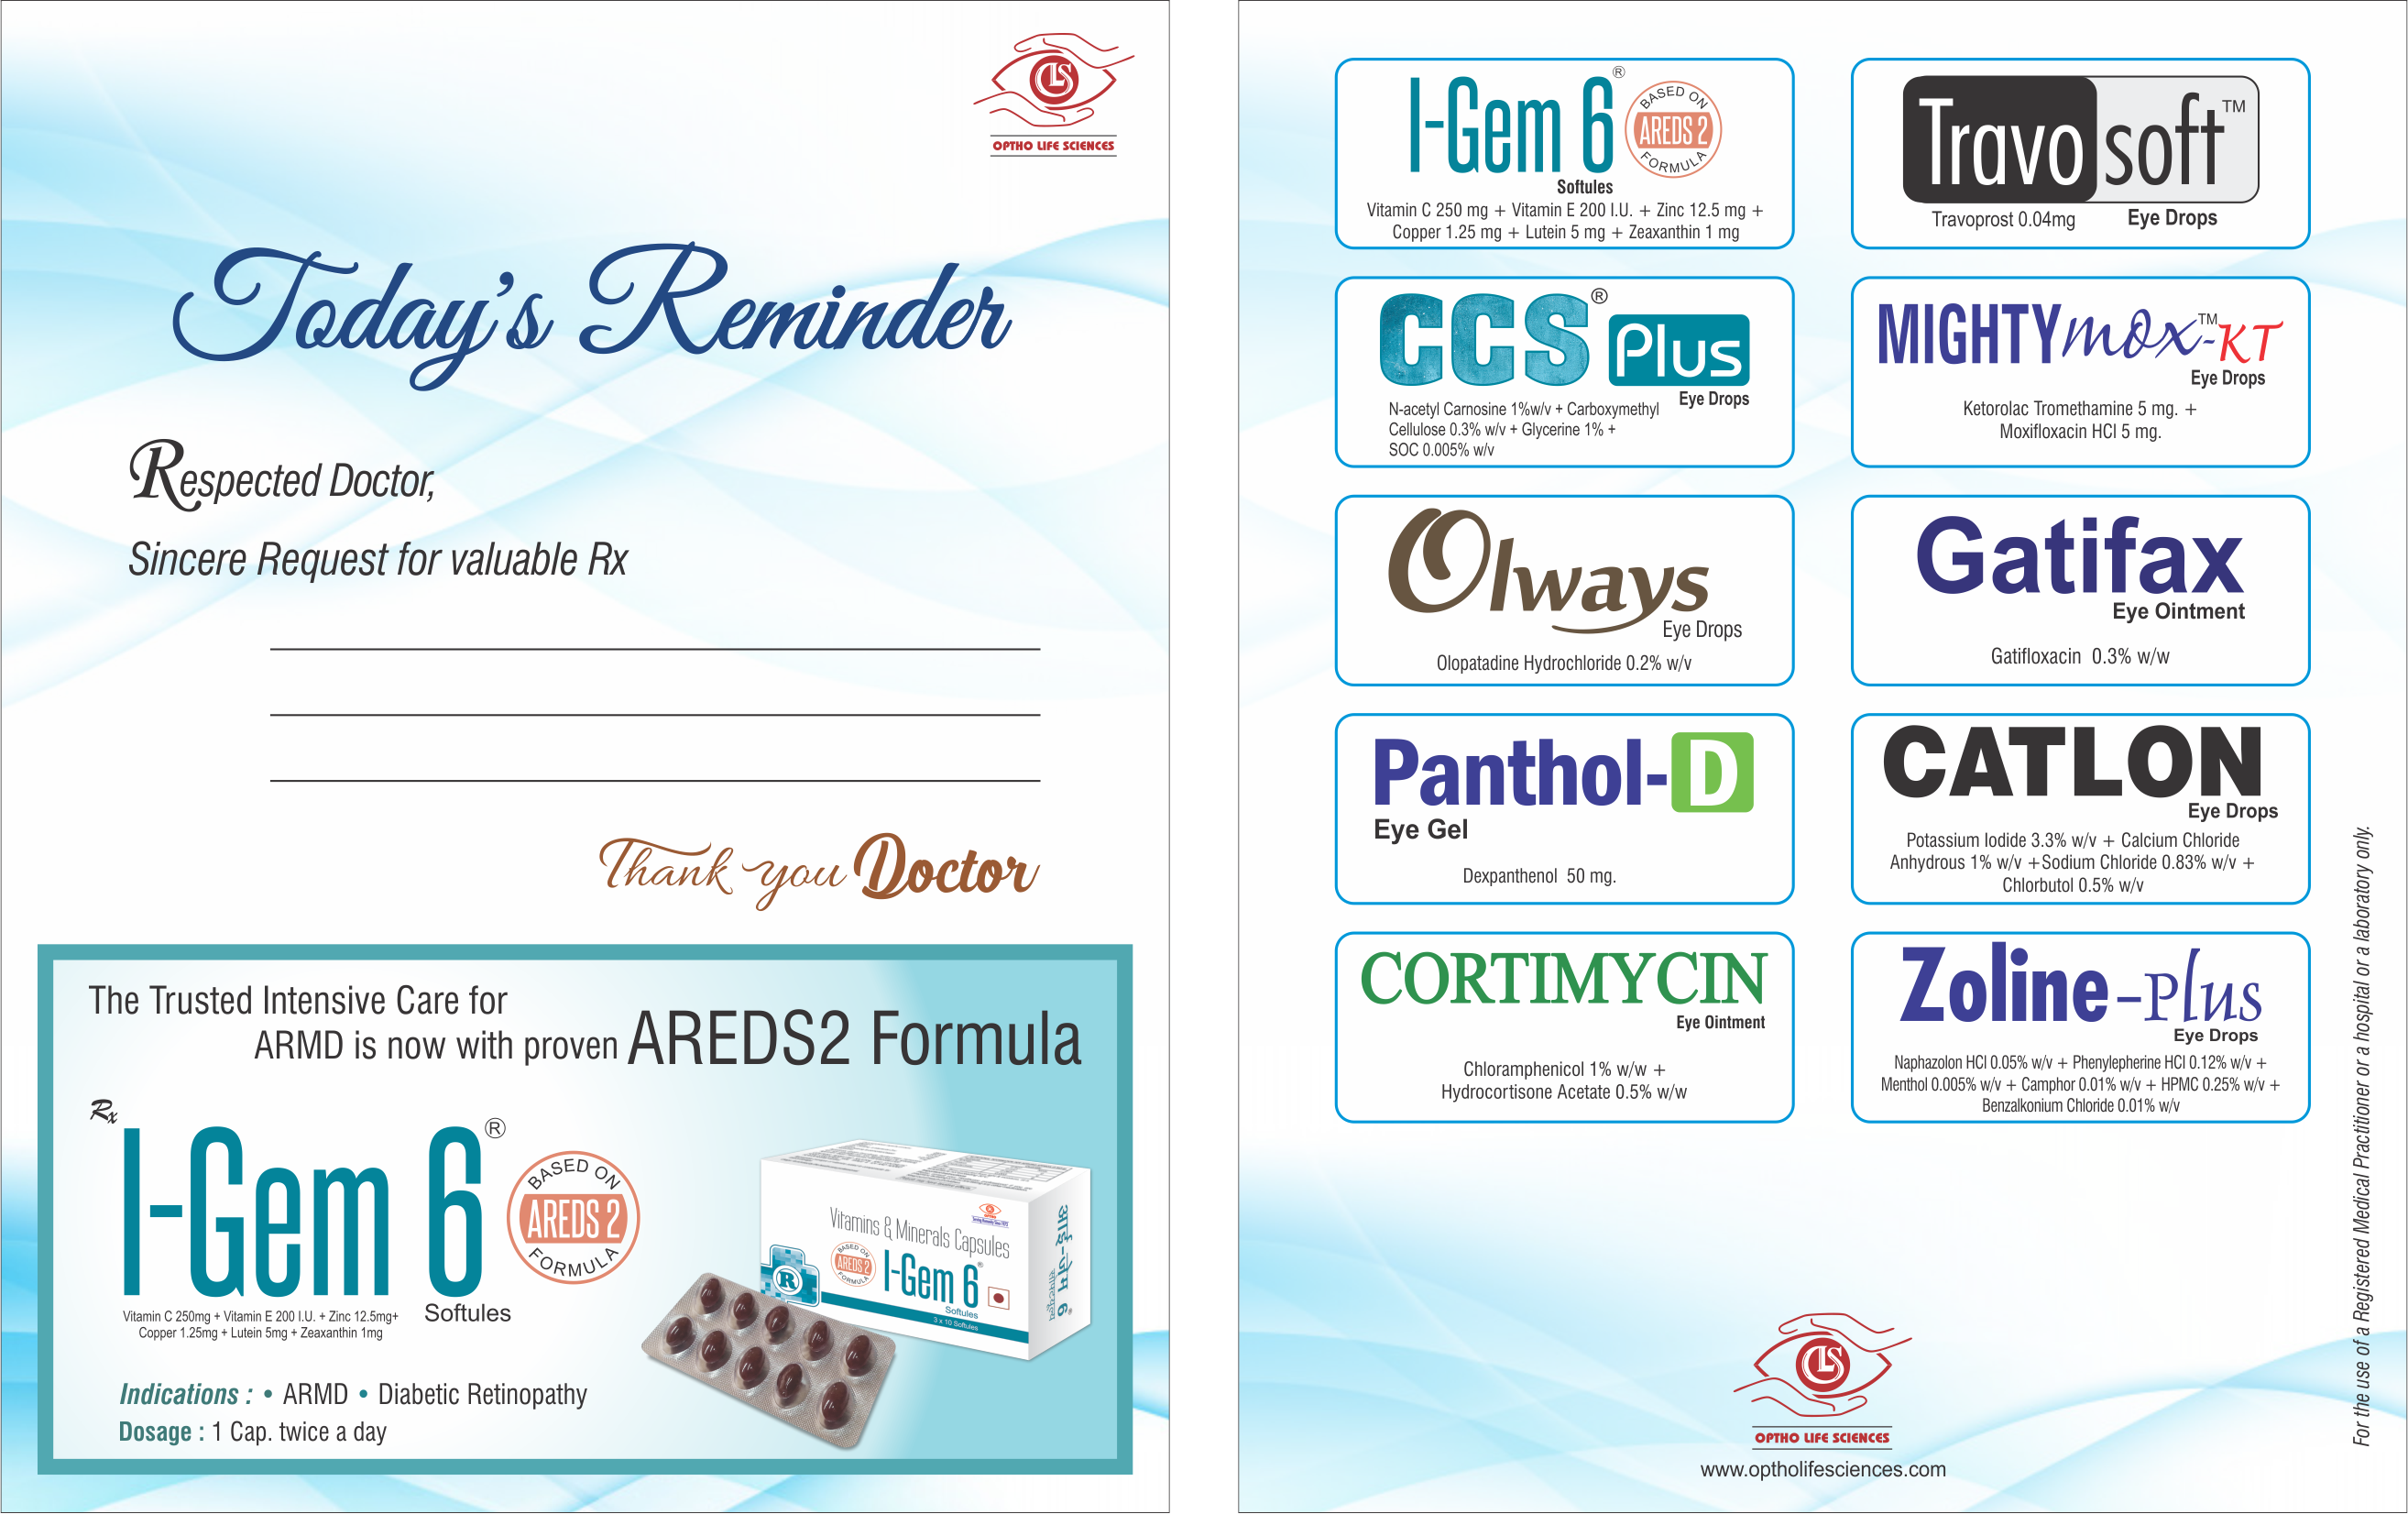 CLS
OPTHO LIFE SCIENCES
Today's Reminder
Respected Doctor,
Sincere Request for valuable Rx
Thank you Doctor
The Trusted Intensive Care for
ARMD is now with proven AREDS2 Formula
Rx
I-Gem 6®
BASED ON
AREDS 2
FORMULA
Softules
Vitamin C 250mg + Vitamin E 200 I.U. + Zinc 12.5mg+
Copper 1.25mg + Lutein 5mg + Zeaxanthin 1mg
Indications : • ARMD • Diabetic Retinopathy
Dosage : 1 Cap. twice a day
Vitamins & Minerals Capsules
BASED ON
AREDS 2
FORMULA
I-Gem 6®
Softules
3 x 10 Softules
R
आई-जेम 6
I-Gem 6®
BASED ON
AREDS 2
FORMULA
Softules
Vitamin C 250 mg + Vitamin E 200 I.U. + Zinc 12.5 mg +
Copper 1.25 mg + Lutein 5 mg + Zeaxanthin 1 mg
Travosoft™
Travoprost 0.04mg Eye Drops
CCS® Plus
Eye Drops
N-acetyl Carnosine 1%w/v + Carboxymethyl
Cellulose 0.3% w/v + Glycerine 1% +
SOC 0.005% w/v
MIGHTYmox™-KT
Eye Drops
Ketorolac Tromethamine 5 mg. +
Moxifloxacin HCl 5 mg.
Olways
Eye Drops
Olopatadine Hydrochloride 0.2% w/v
Gatifax
Eye Ointment
Gatifloxacin 0.3% w/w
Panthol-D
Eye Gel
Dexpanthenol 50 mg.
CATLON
Eye Drops
Potassium Iodide 3.3% w/v + Calcium Chloride
Anhydrous 1% w/v +Sodium Chloride 0.83% w/v +
Chlorbutol 0.5% w/v
CORTIMYCIN
Eye Ointment
Chloramphenicol 1% w/w +
Hydrocortisone Acetate 0.5% w/w
Zoline-Plus
Eye Drops
Naphazolon HCl 0.05% w/v + Phenylepherine HCl 0.12% w/v +
Menthol 0.005% w/v + Camphor 0.01% w/v + HPMC 0.25% w/v +
Benzalkonium Chloride 0.01% w/v
For the use of a Registered Medical Practitioner or a hospital or a laboratory only.
CLS
OPTHO LIFE SCIENCES
www.optholifesciences.com